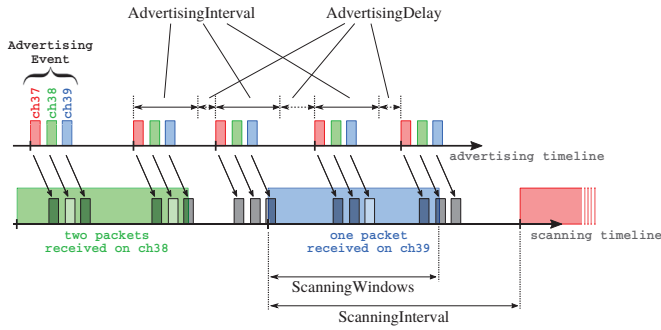 AdvertisingInterval
AdvertisingDelay
Advertising
Event
ch37
ch38
ch39
advertising timeline
two packets
received on ch38
one packet
received on ch39
scanning timeline
ScanningWindows
ScanningInterval